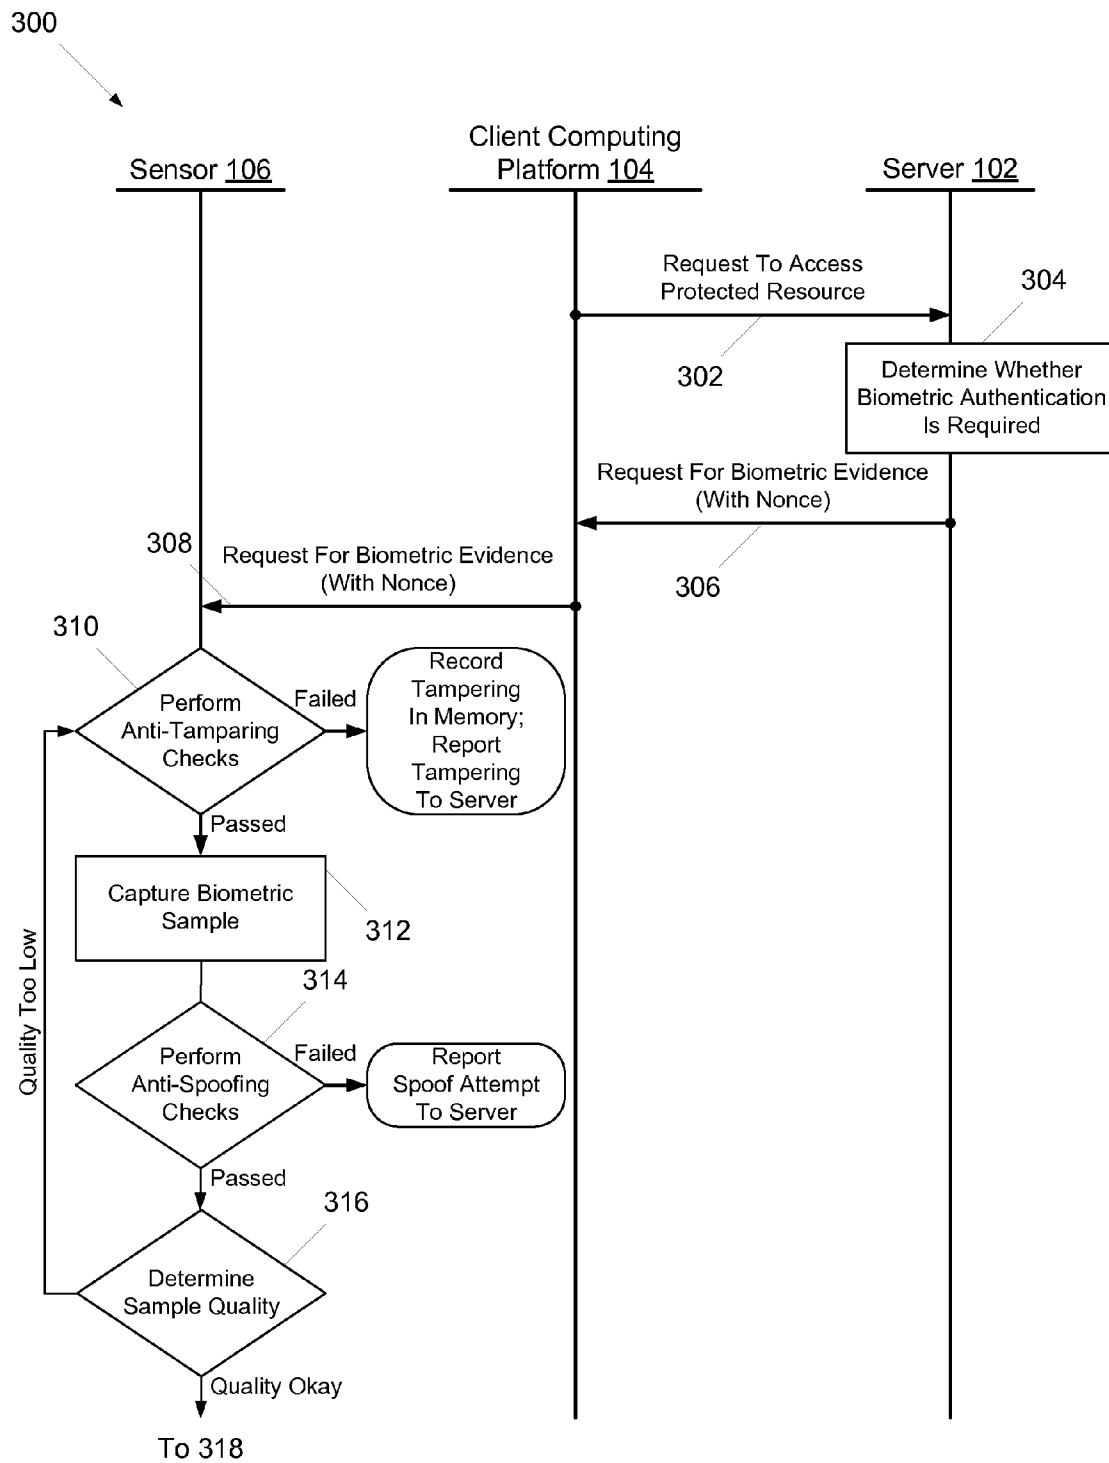 300
Client Computing
Sensor 106
Platform 104
Server 102
Request To Access
Protected Resource
304
302
Determine Whether
Biometric Authentication
Is Required
Request For Biometric Evidence
(With Nonce)
306
308
Request For Biometric Evidence
(With Nonce)
310
Perform
Anti-Tamparing
Checks
Failed
Record
Tampering
In Memory;
Report
Tampering
To Server
Passed
Capture Biometric
Sample
312
Quality Too Low
314
Perform
Anti-Spoofing
Checks
Failed
Report
Spoof Attempt
To Server
Passed
316
Determine
Sample Quality
Quality Okay
To 318